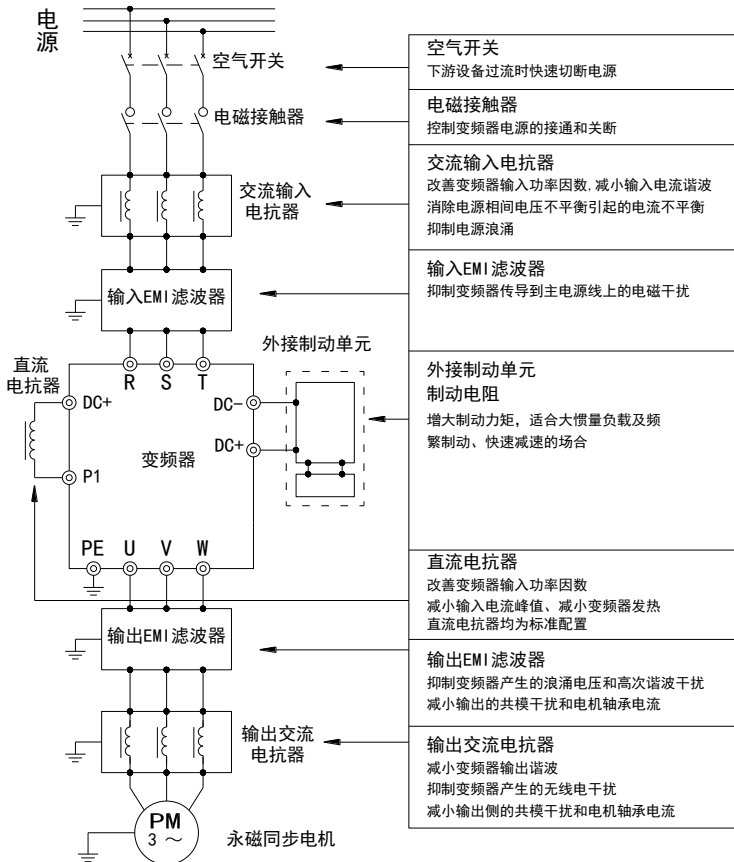 电
源
空气开关
电磁接触器
交流输入
电抗器
输入EMI滤波器
直流
电抗器
外接制动单元
R S T
DC+
DC-
DC+
变频器
P1
PE U V W
输出EMI滤波器
输出交流
电抗器
PM
3 ~
永磁同步电机
空气开关
下游设备过流时快速切断电源
电磁接触器
控制变频器电源的接通和关断
交流输入电抗器
改善变频器输入功率因数,减小输入电流谐波
消除电源相间电压不平衡引起的电流不平衡
抑制电源浪涌
输入EMI滤波器
抑制变频器传导到主电源线上的电磁干扰
外接制动单元
制动电阻
增大制动力矩，适合大惯量负载及频
繁制动、快速减速的场合
直流电抗器
改善变频器输入功率因数
减小输入电流峰值、减小变频器发热
直流电抗器均为标准配置
输出EMI滤波器
抑制变频器产生的浪涌电压和高次谐波干扰
减小输出的共模干扰和电机轴承电流
输出交流电抗器
减小变频器输出谐波
抑制变频器产生的无线电干扰
减小输出侧的共模干扰和电机轴承电流